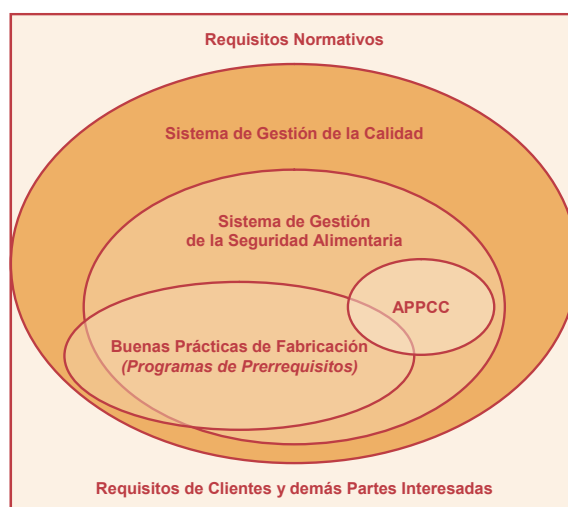 Requisitos Normativos
Sistema de Gestión de la Calidad
Sistema de Gestión
de la Seguridad Alimentaria
APPCC
Buenas Prácticas de Fabricación
(Programas de Prerrequisitos)
Requisitos de Clientes y demás Partes Interesadas